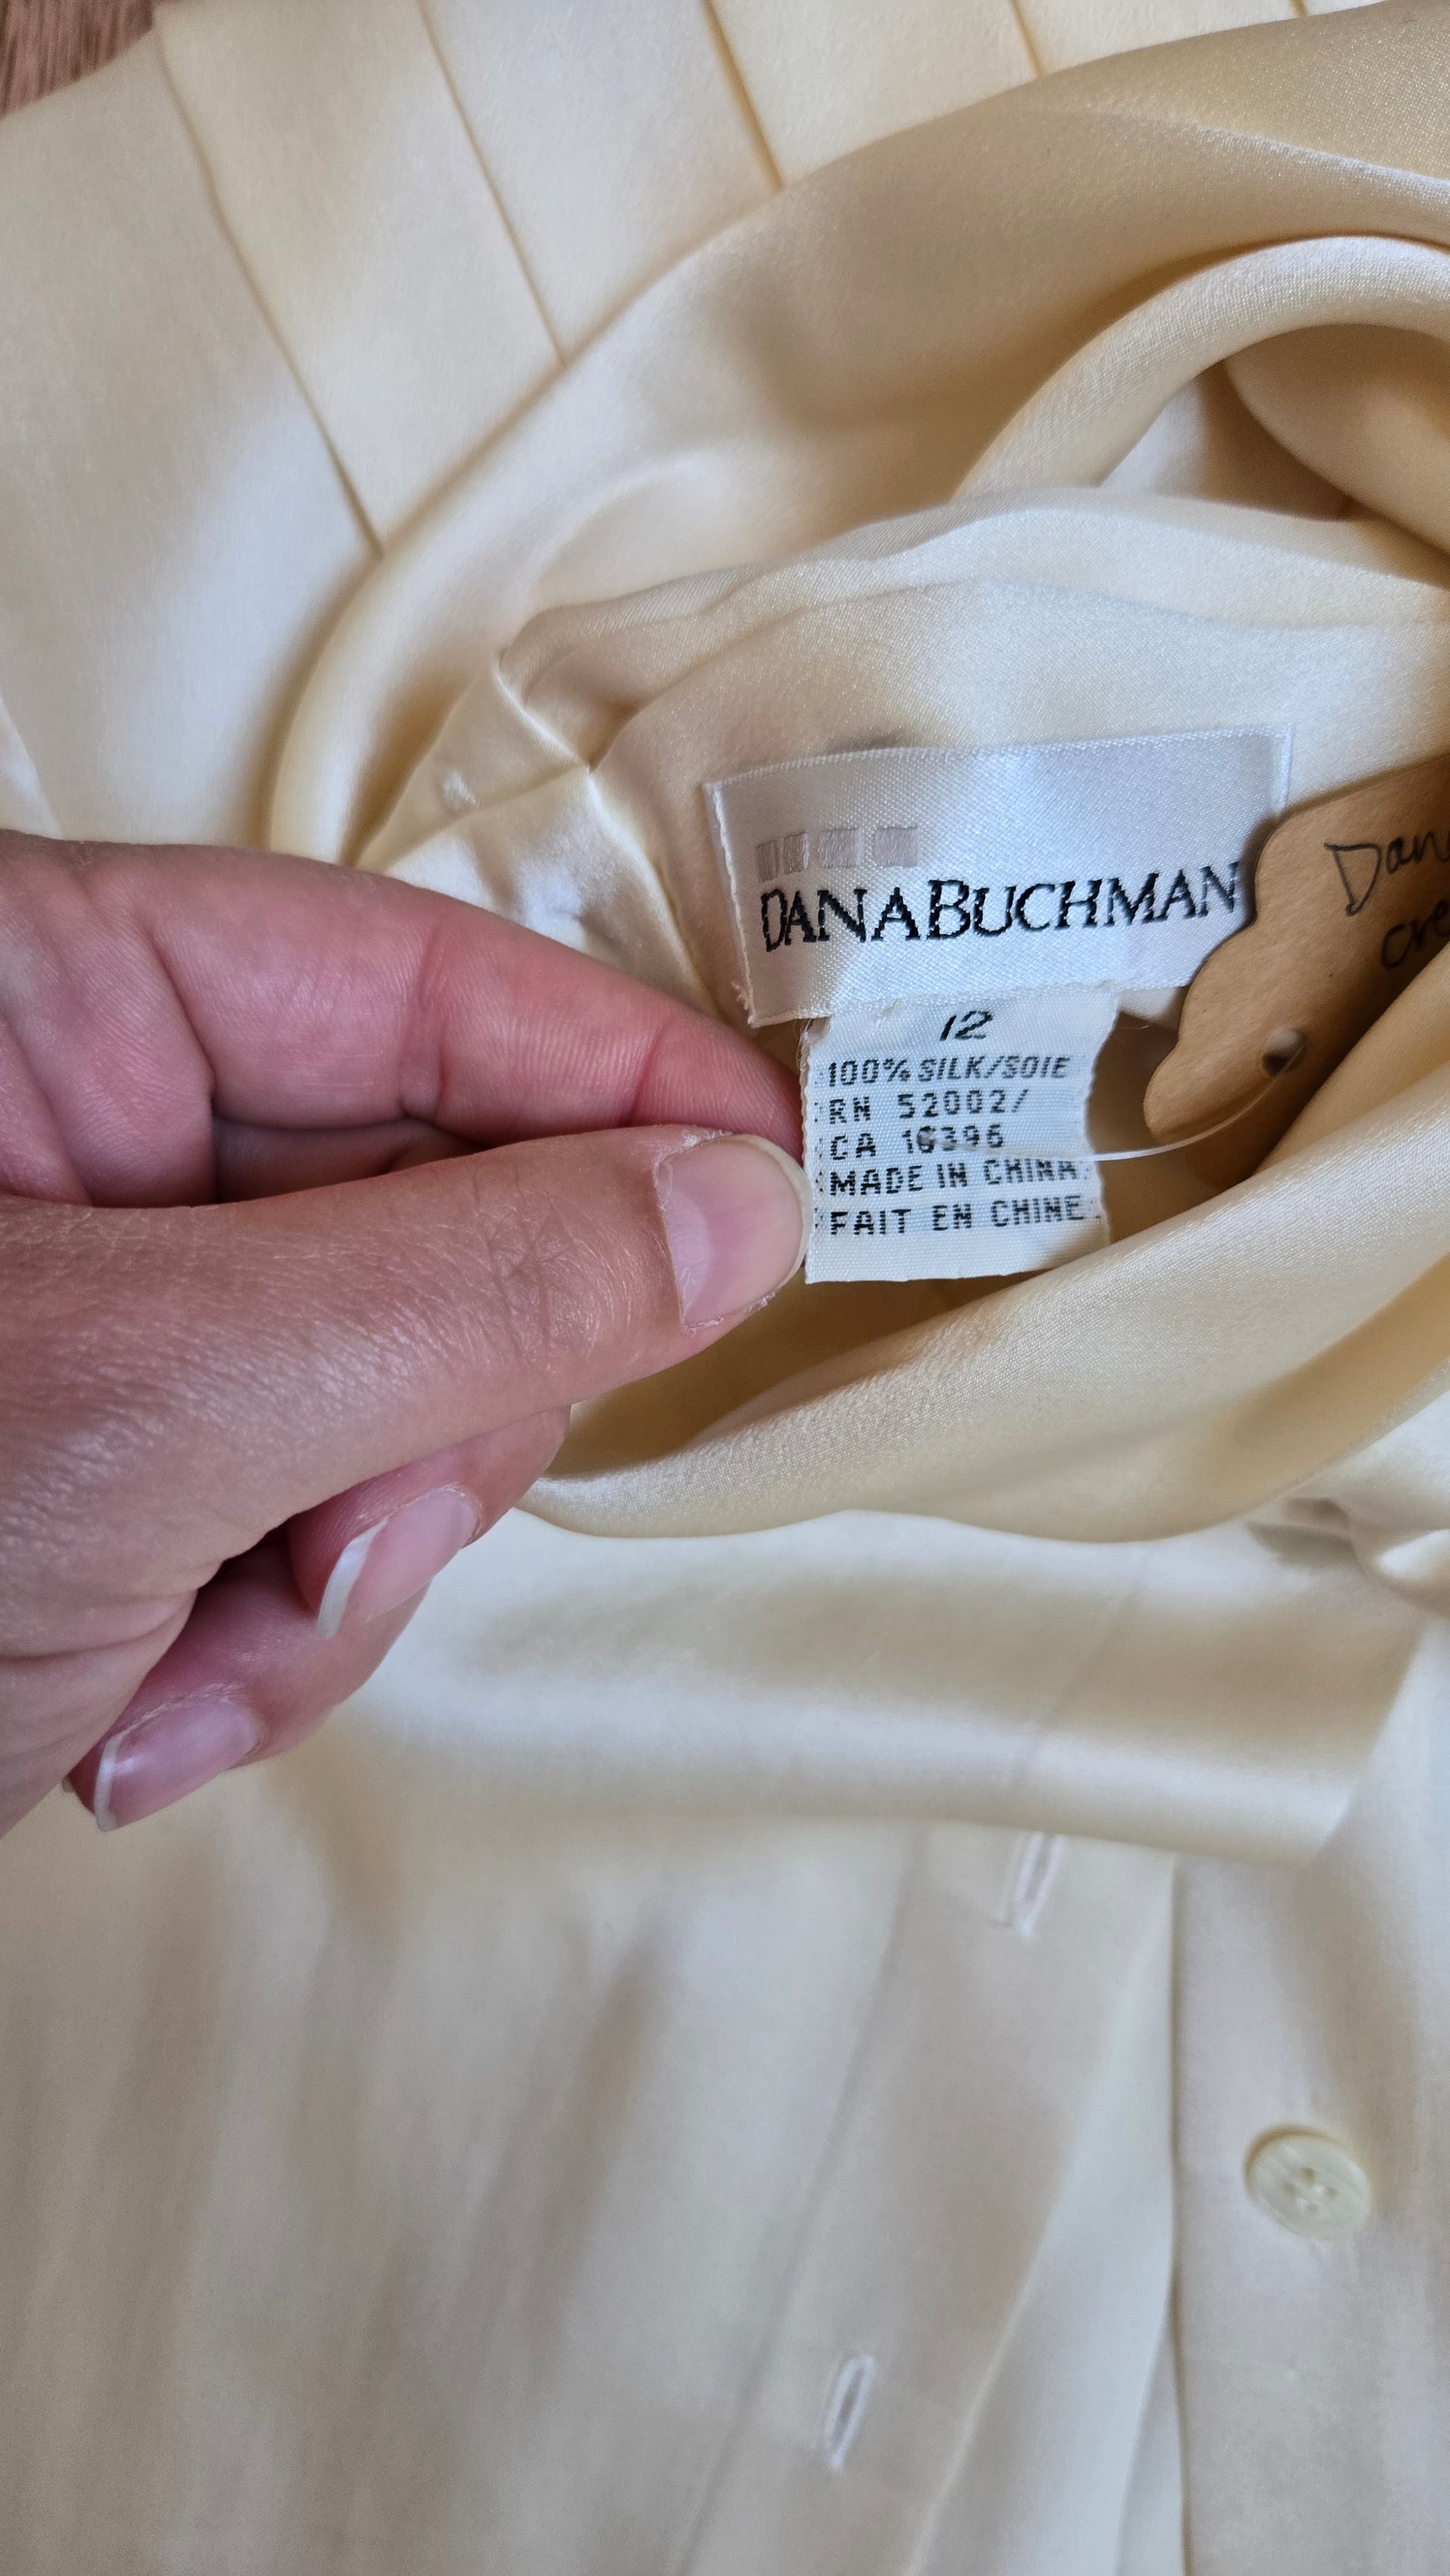 DANA BUCHMAN
12
100% SILK/SOIE
RN 52002/
CA 16396
MADE IN CHINA
FAIT EN CHINE